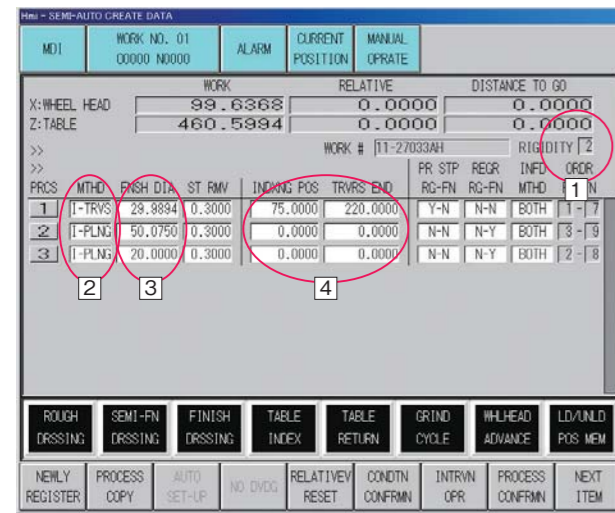 Hmi - SEMI-AUTO CREATE DATA
MDI
WORK NO. 01
O0000 N0000
ALARM
CURRENT
POSITION
MANUAL
OPRATE
WORK RELATIVE DISTANCE TO GO
X:WHEEL HEAD 99.6368 0.0000 0.0000
Z:TABLE 460.5994 0.0000 0.0000
>> WORK # 11-27033AH RIGIDITY 2
>> PR STP REGR INFD ORDR
PRCS MTHD FNSH DIA ST RMV INDXNG POS TRVRS END RG-FN RG-FN MTHD
1 I-TRVS 29.9894 0.3000 75.0000 220.0000 Y-N N-N BOTH 1 - 7
2 I-PLNG 50.0750 0.3000 0.0000 0.0000 N-N N-Y BOTH 3 - 9
3 I-PLNG 20.0000 0.3000 0.0000 0.0000 N-N N-Y BOTH 2 - 8
1
2
3
4
ROUGH
DRSSING
SEMI-FN
DRSSING
FINISH
DRSSING
TABLE
INDEX
TABLE
RETURN
GRIND
CYCLE
WHLHEAD
ADVANCE
LD/UNLD
POS MEM
NEWLY
REGISTER
PROCESS
COPY
AUTO
SET-UP
NO DVDG
RELATIVEV
RESET
CONDTN
CONFRMN
INTRVN
OPR
PROCESS
CONFRMN
NEXT
ITEM